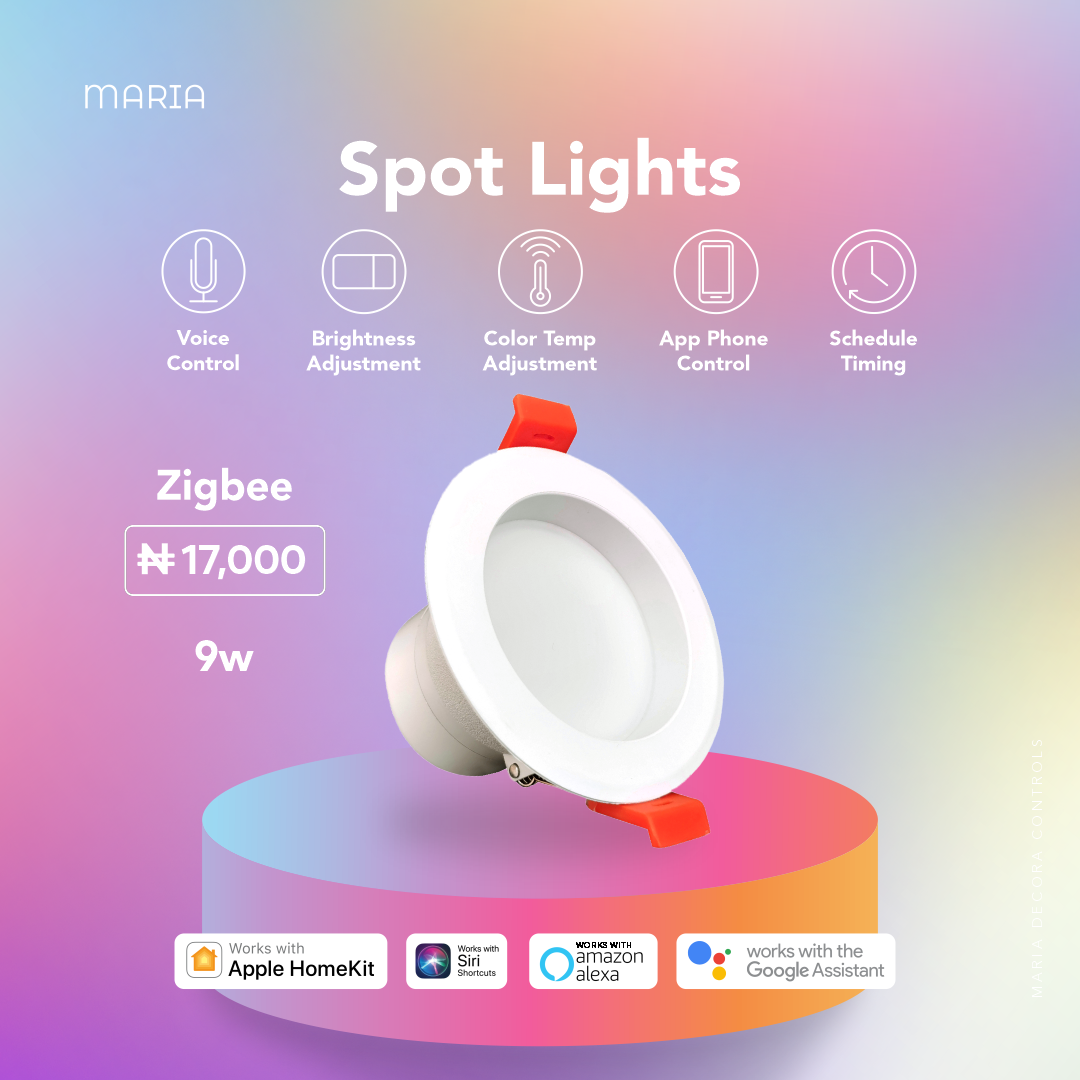 MARIA
Spot Lights
Voice
Control
Brightness
Adjustment
Color Temp
Adjustment
App Phone
Control
Schedule
Timing
Zigbee
₦ 17,000
9w
Works with
Apple HomeKit
Works with
Siri
Shortcuts
WORKS WITH
amazon
alexa
works with the
Google Assistant
MARIA DECORA CONTROLS